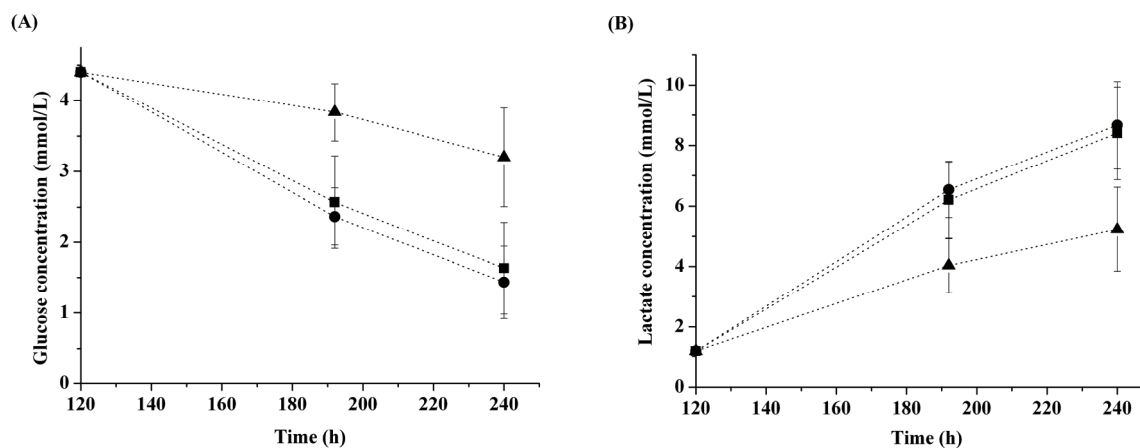 (A)
Glucose concentration (mmol/L)
4
3
2
1
0
120 140 160 180 200 220 240
Time (h)
(B)
Lactate concentration (mmol/L)
10
8
6
4
2
0
120 140 160 180 200 220 240
Time (h)